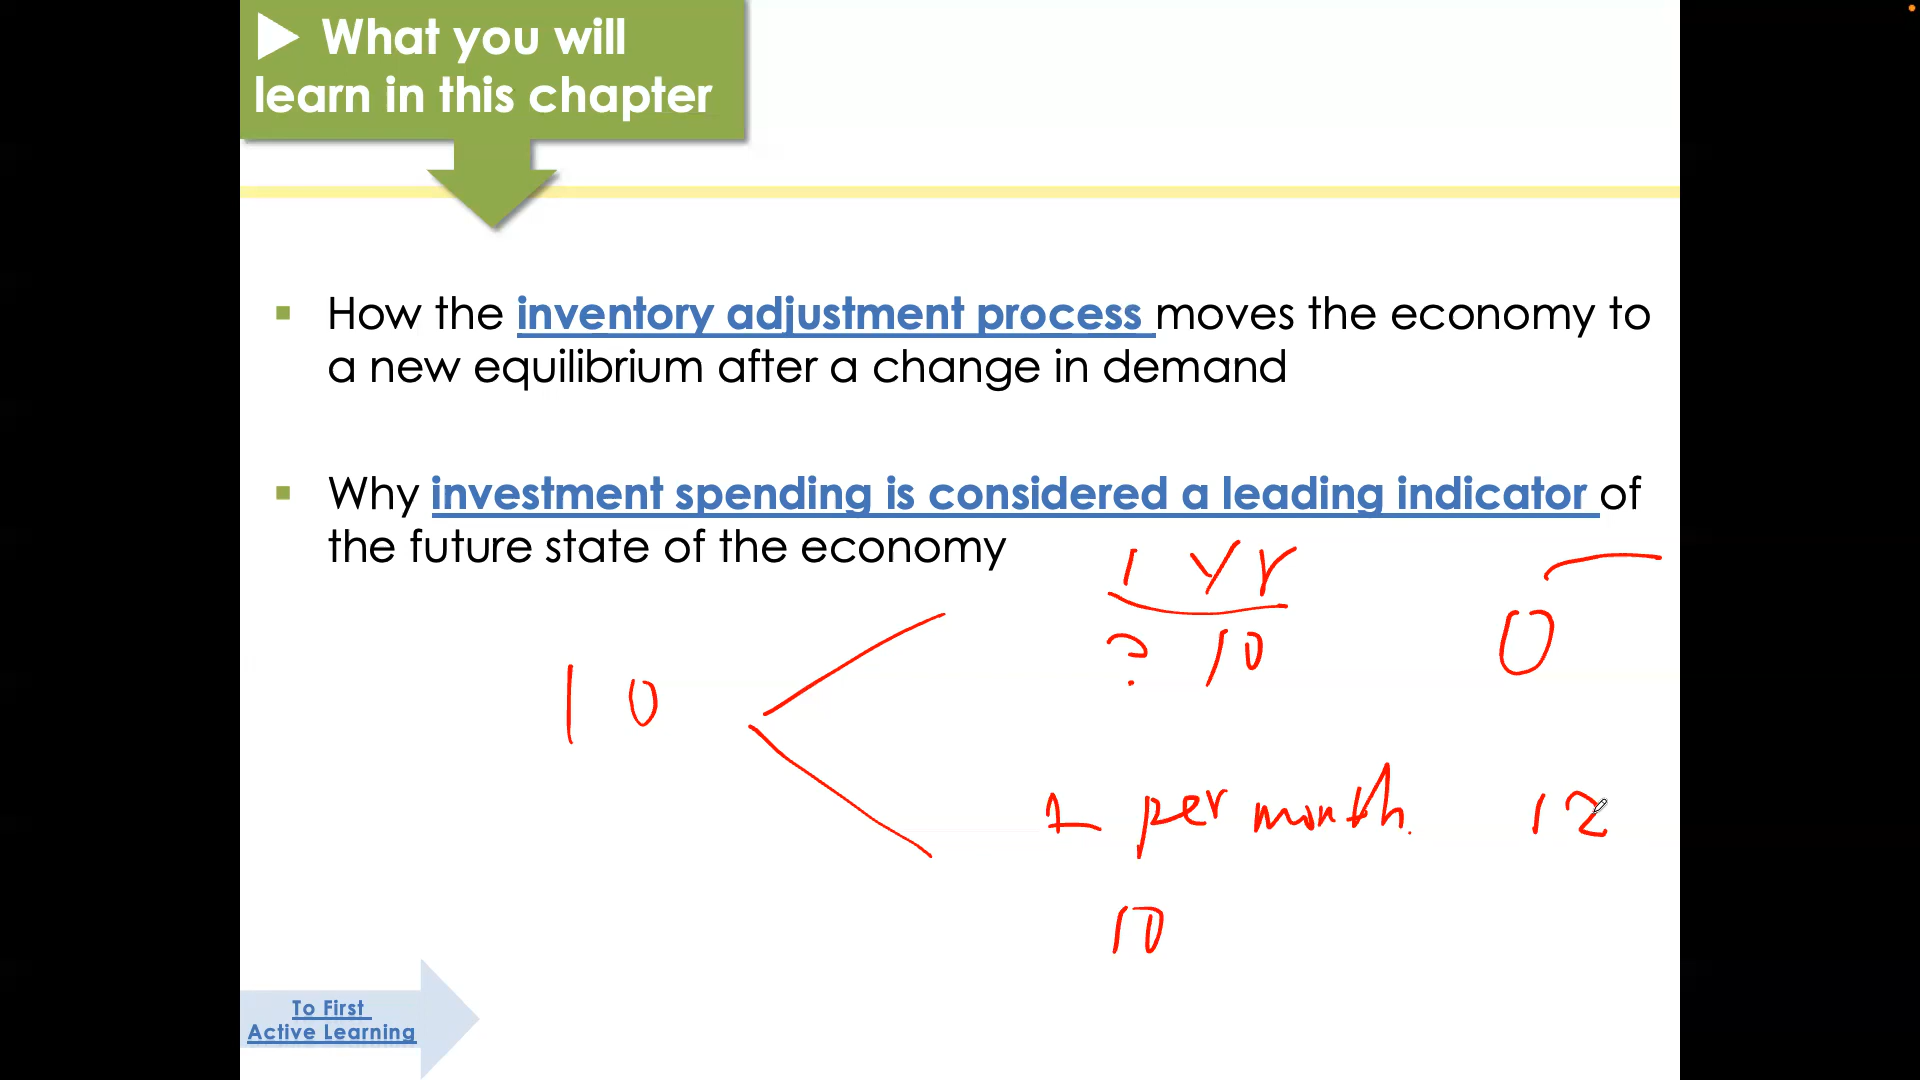 What you will
learn in this chapter
▪ How the inventory adjustment process moves the economy to
a new equilibrium after a change in demand
▪ Why investment spending is considered a leading indicator of
the future state of the economy
1 yr
? 10
0
10
1 per month. 12
10
To First
Active Learning